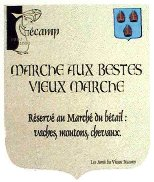 Fécamp
MARCHE AUX BESTES
VIEUX MARCHE
Réservé au Marché du bétail :
vaches, moutons, chevaux.
Les Amis du Vieux Fécamp